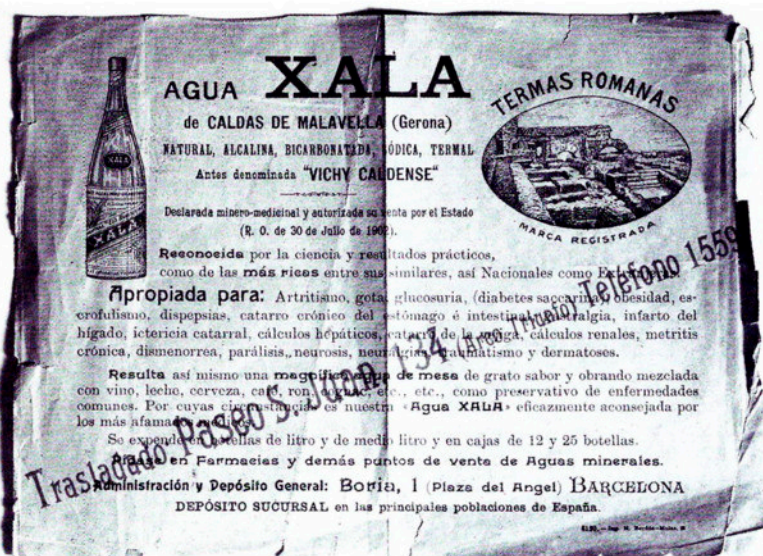 AGUA XALA
de CALDAS DE MALAVELLA (Gerona)
NATURAL, ALCALINA, BICARBONATADA, SÓDICA, TERMAL
Antes denominada "VICHY CALDENSE"
Declarada minero-medicinal y autorizada su venta por el Estado
(R. O. de 30 de Julio de 1902).
XALA
XALA
TERMAS ROMANAS
MARCA REGISTRADA
Reconocida por la ciencia y resultados prácticos,
como de las más ricas entre sus similares, así Nacionales como Extranjeras.
Apropiada para: Artritismo, gota, glucosuria, (diabetes saccarina), obesidad, es-
crofulismo, dispepsias, catarro crónico del estómago é intestinal, infarto del
hígado, ictericia catarral, cálculos hépáticos, catarro de la vejiga, cálculos renales, metritis
crónica, dismenorrea, parálisis, neurosis, neuralgias, traumatismo y dermatoses.
Resulta así mismo una magnífica agua de mesa de grato sabor y obrando mezclada
con vino, leche, cerveza, café, ron, cognac, etc., etc., como preservativo de enfermedades
comunes. Por cuyas circunstancias es nuestra «Agua XALA» eficazmente aconsejada por
los más afamados médicos.
Se expende en botellas de litro y de medio litro y en cajas de 12 y 25 botellas.
Pídase en Farmacias y demás puntos de venta de Aguas minerales.
Administración y Depósito General: Boria, 1 (Plaza del Angel) BARCELONA
DEPÓSITO SUCURSAL en las principales poblaciones de España.
Trasladado Paseo S. Juan, 134 (Arco Triunfo) Teléfono 1559